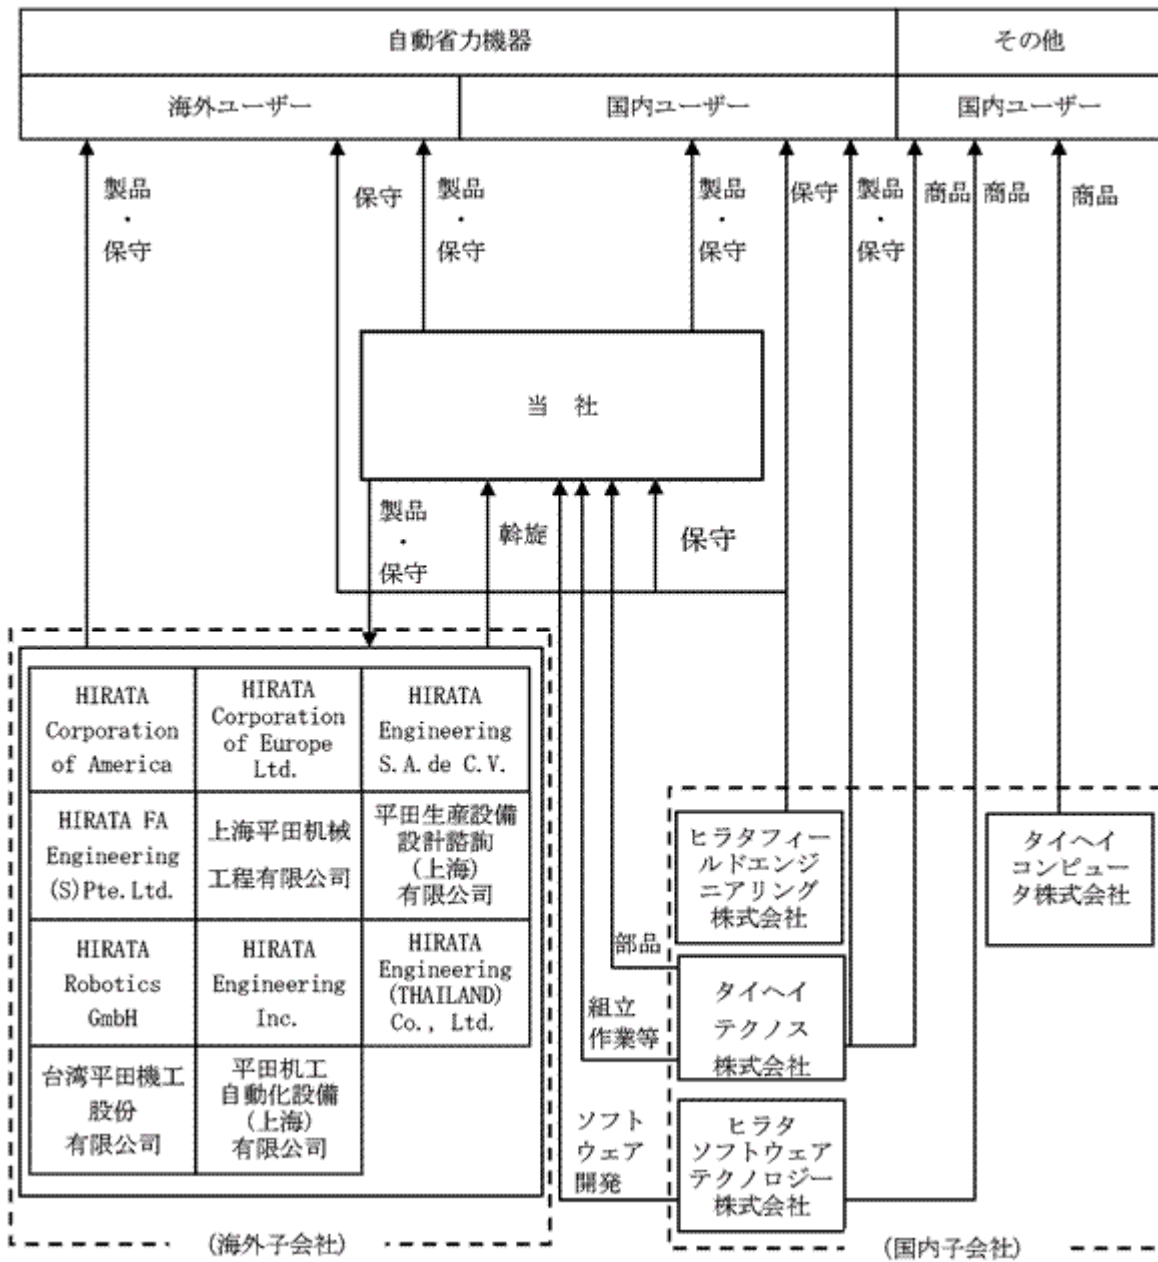 自動省力機器
その他
海外ユーザー
国内ユーザー
国内ユーザー
製品
・
保守
保守
製品
・
保守
製品
・
保守
保守
製品
・
保守
商品
商品
商品
当 社
製品
・
保守
斡旋
保守
HIRATA
Corporation
of America
HIRATA
Corporation
of Europe
Ltd.
HIRATA
Engineering
S.A.de C.V.
HIRATA FA
Engineering
(S)Pte.Ltd.
上海平田机械
工程有限公司
平田生産設備
設計諮詢
(上海)
有限公司
HIRATA
Robotics
GmbH
HIRATA
Engineering
Inc.
HIRATA
Engineering
(THAILAND)
Co., Ltd.
台湾平田機工
股份
有限公司
平田机工
自動化設備
(上海)
有限公司
(海外子会社)
ヒラタフィー
ルドエンジ
ニアリング
株式会社
タイヘイ
コンピュー
タ株式会社
部品
組立
作業等
タイヘイ
テクノス
株式会社
ソフト
ウェア
開発
ヒラタ
ソフトウェア
テクノロジー
株式会社
(国内子会社)